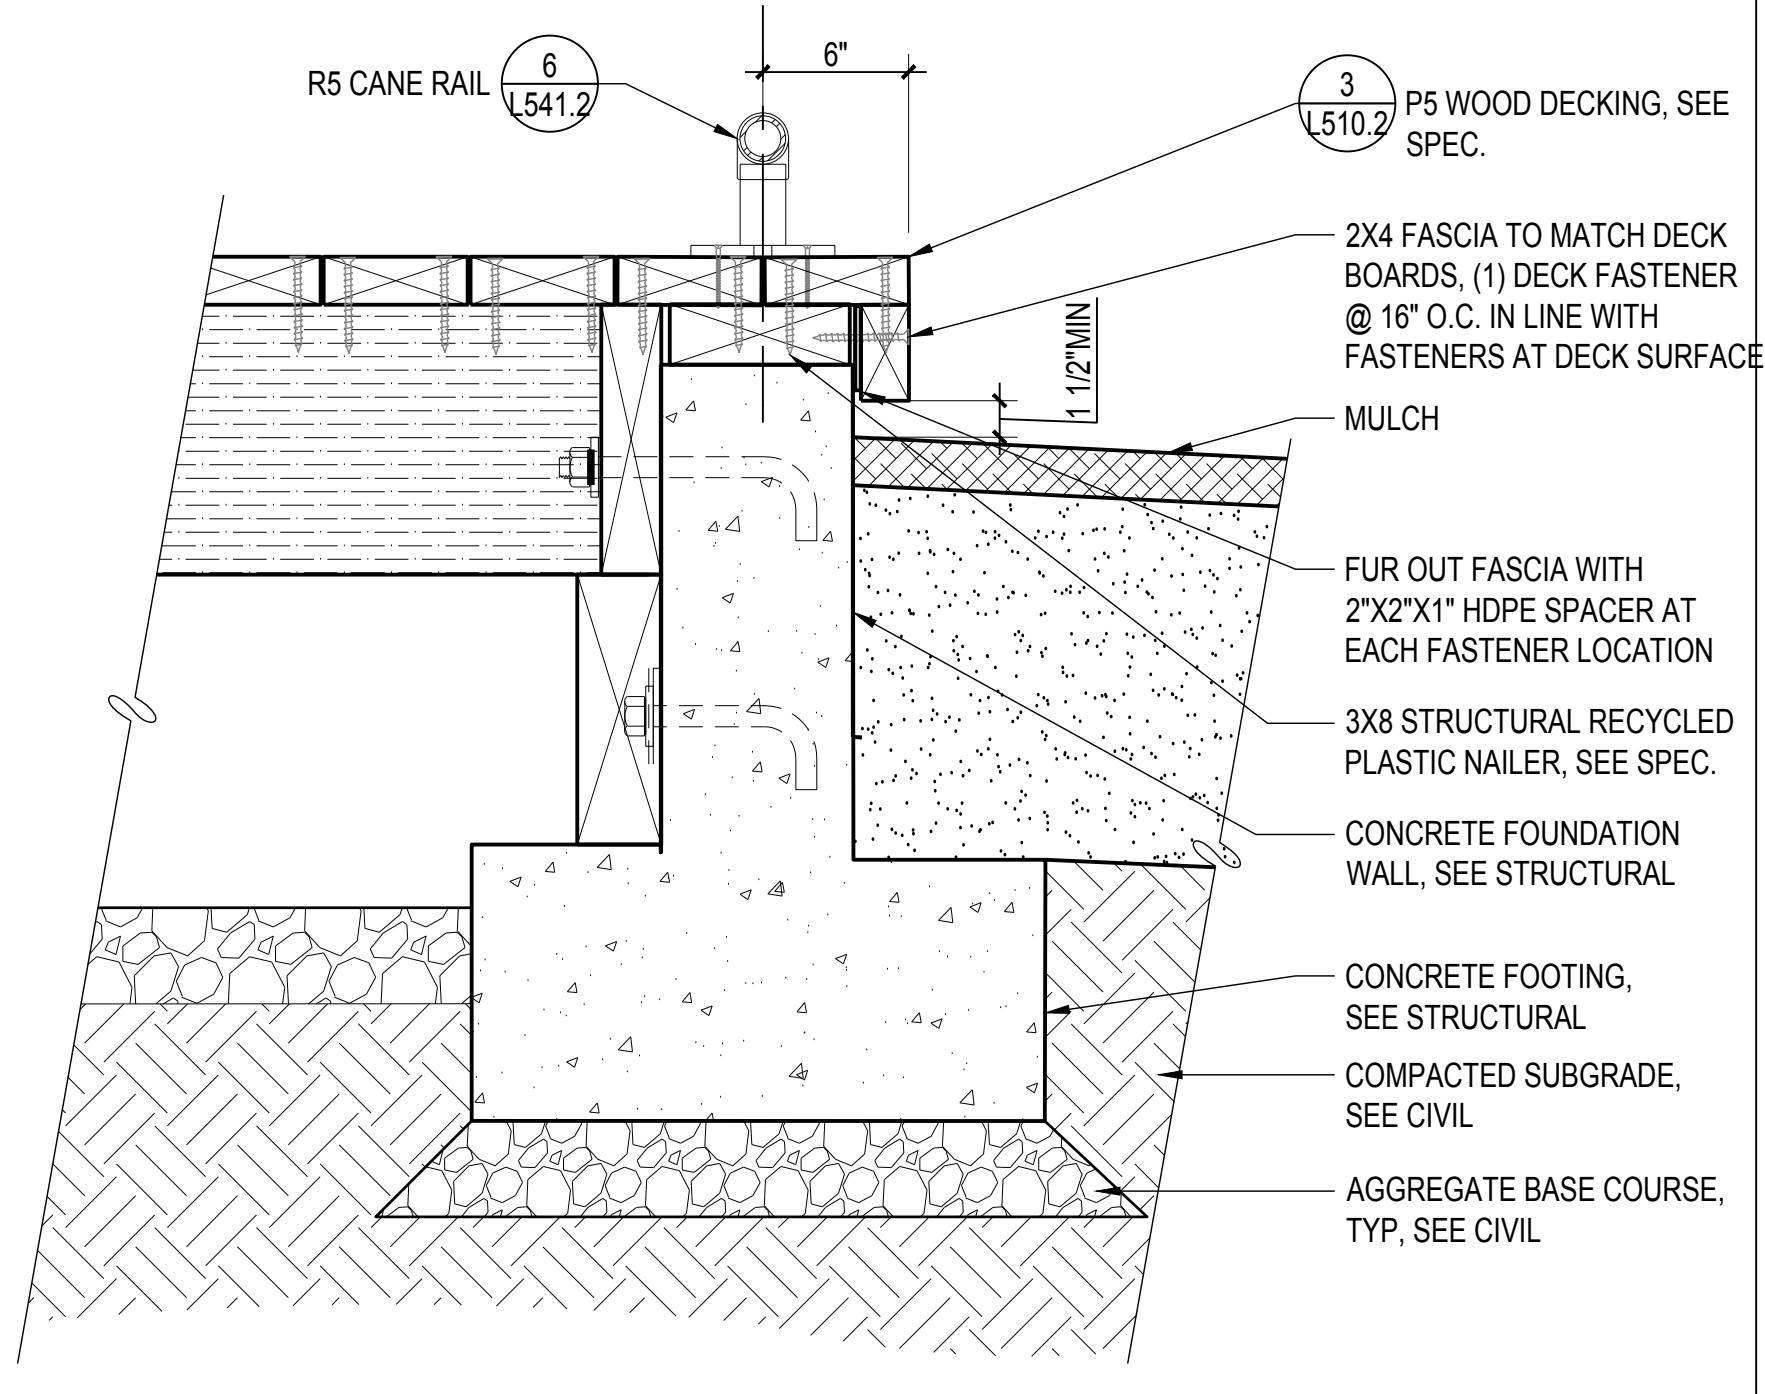 R5 CANE RAIL
6
L541.2
6"
3
L510.2
P5 WOOD DECKING, SEE
SPEC.
2X4 FASCIA TO MATCH DECK
BOARDS, (1) DECK FASTENER
@ 16" O.C. IN LINE WITH
FASTENERS AT DECK SURFACE
1 1/2"MIN
MULCH
FUR OUT FASCIA WITH
2"X2"X1" HDPE SPACER AT
EACH FASTENER LOCATION
3X8 STRUCTURAL RECYCLED
PLASTIC NAILER, SEE SPEC.
CONCRETE FOUNDATION
WALL, SEE STRUCTURAL
CONCRETE FOOTING,
SEE STRUCTURAL
COMPACTED SUBGRADE,
SEE CIVIL
AGGREGATE BASE COURSE,
TYP, SEE CIVIL